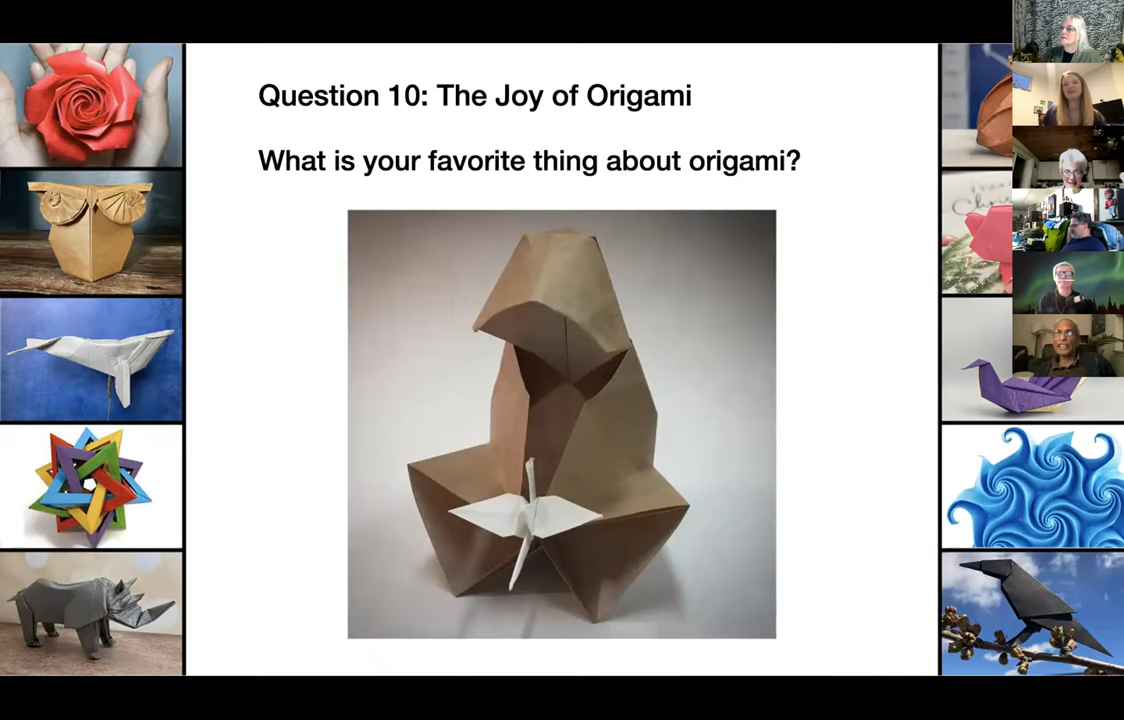 Question 10: The Joy of Origami
What is your favorite thing about origami?